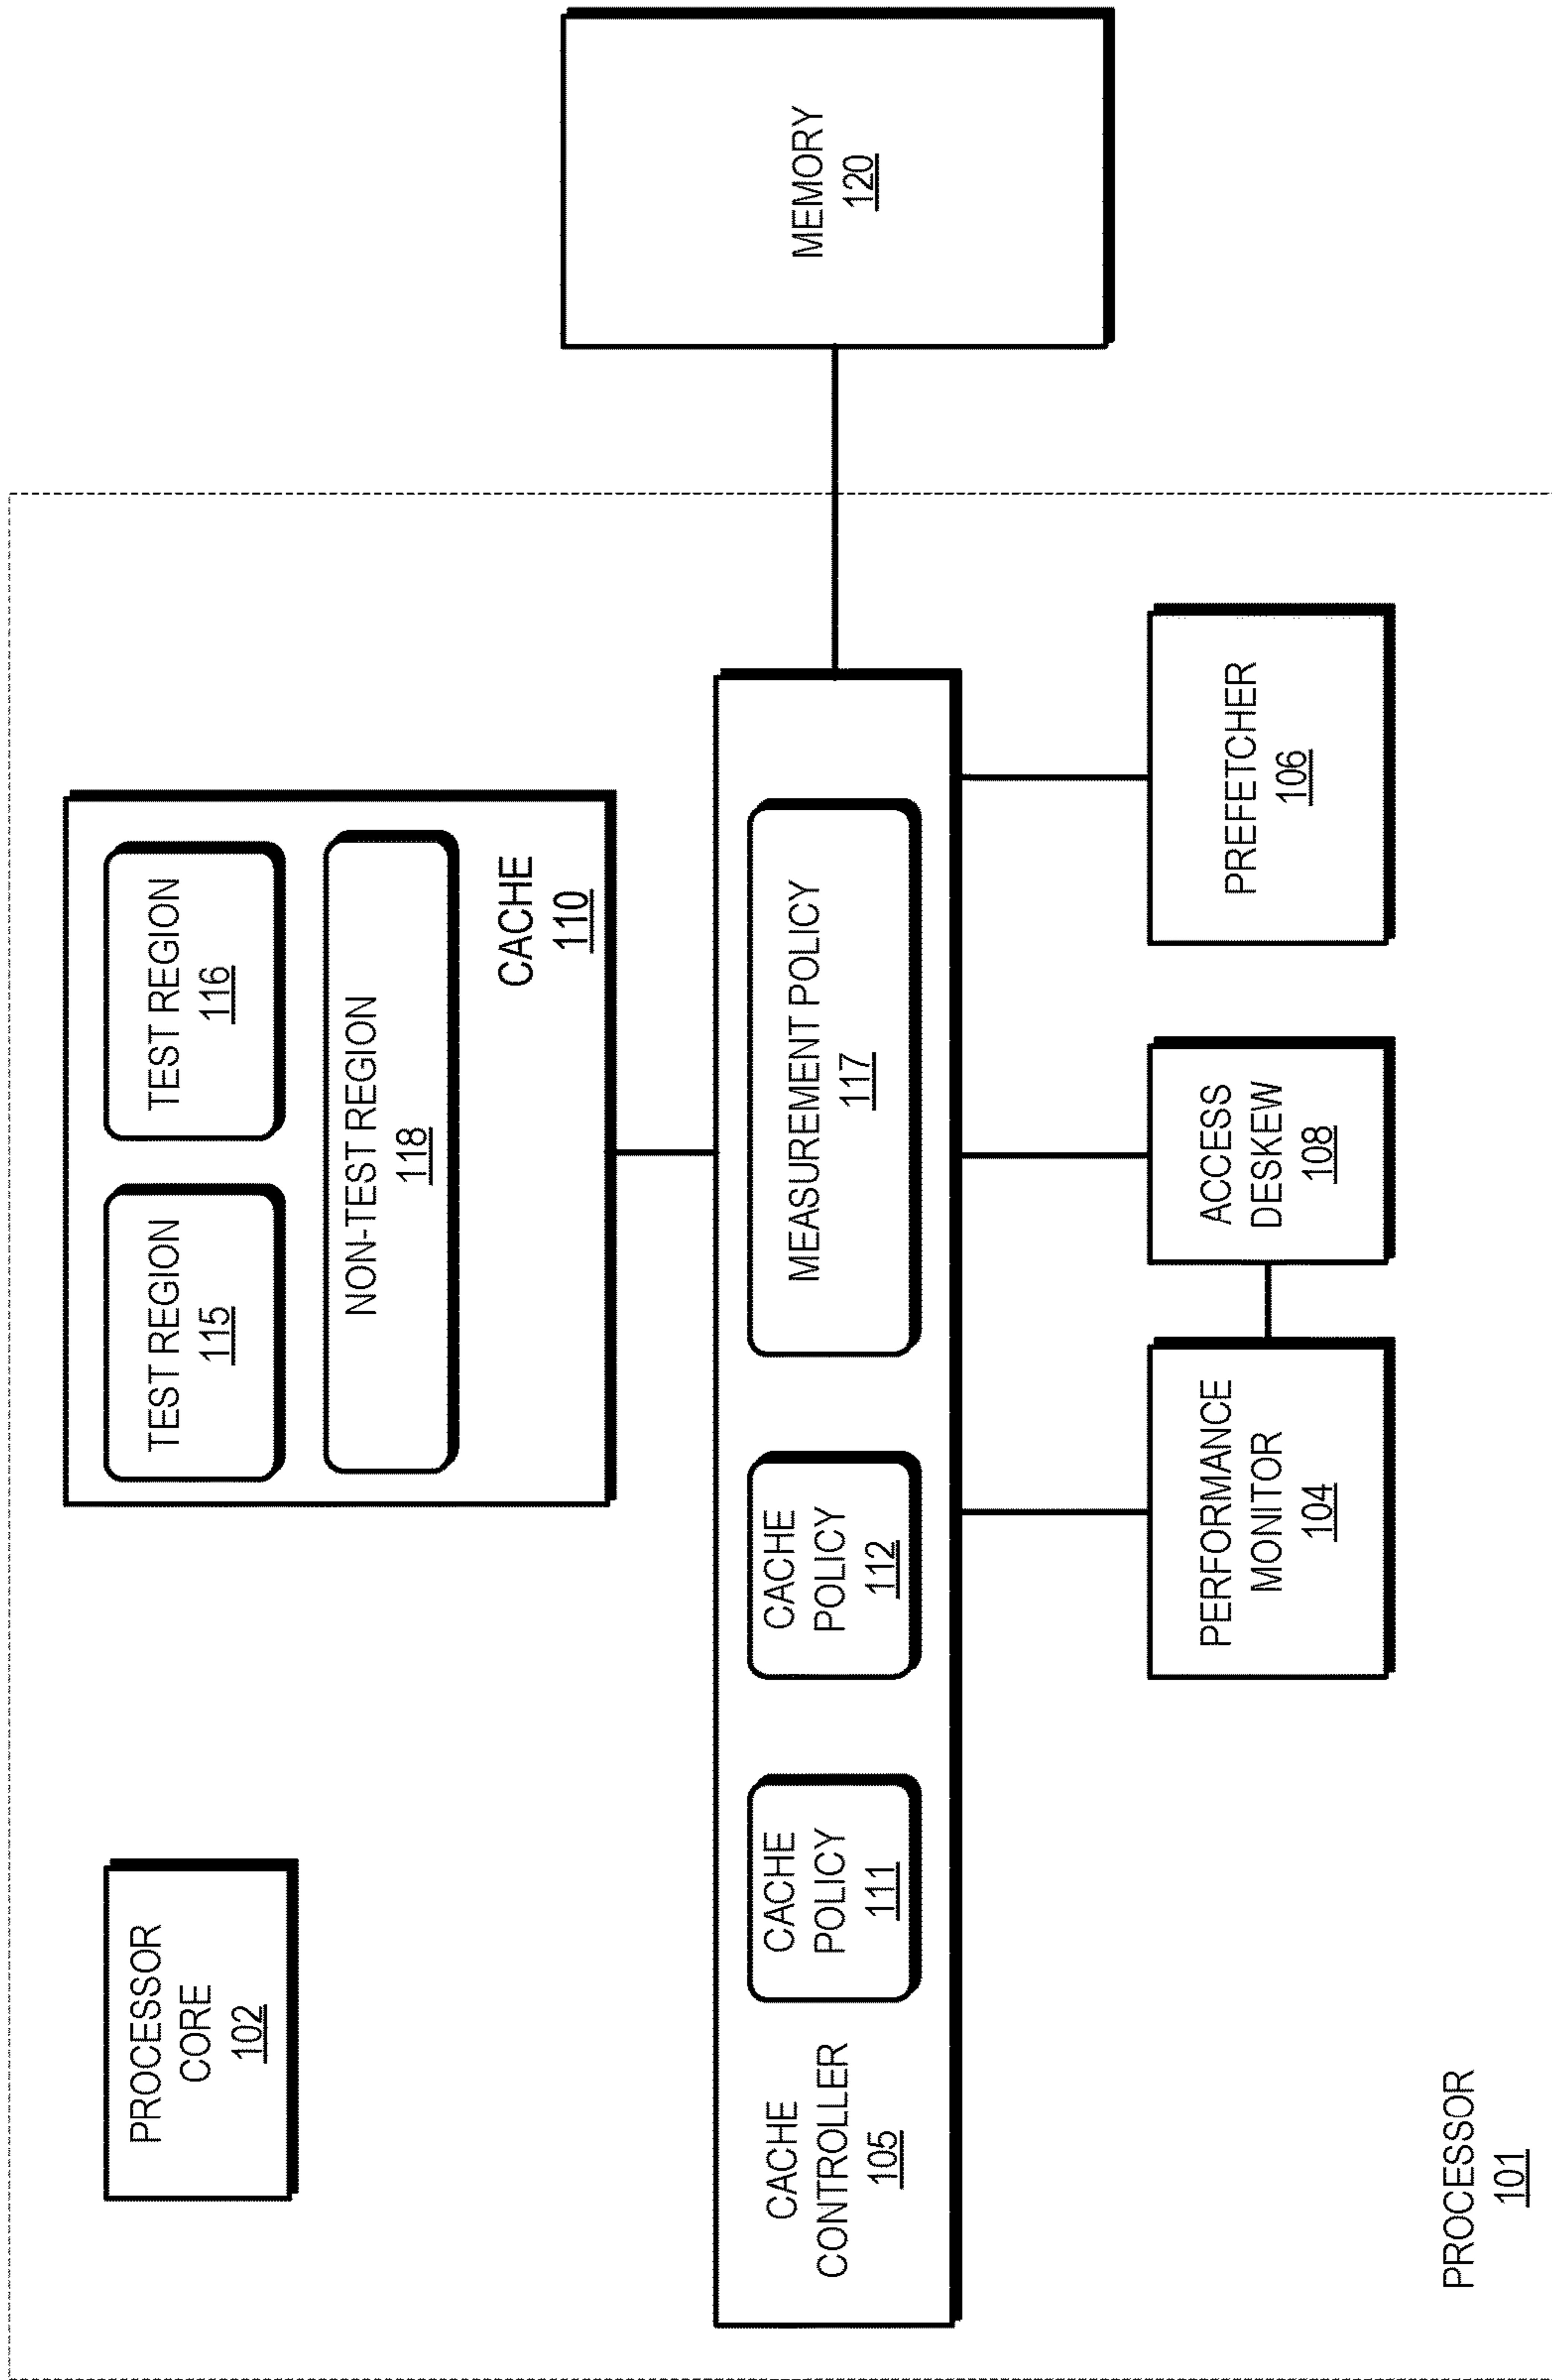 PROCESSOR
CORE
102
TEST REGION
115
TEST REGION
116
NON-TEST REGION
118
CACHE
110
CACHE
CONTROLLER
105
CACHE
POLICY
111
CACHE
POLICY
112
MEASUREMENT POLICY
117
MEMORY
120
PERFORMANCE
MONITOR
104
ACCESS
DESKEW
108
PREFETCHER
106
PROCESSOR
101